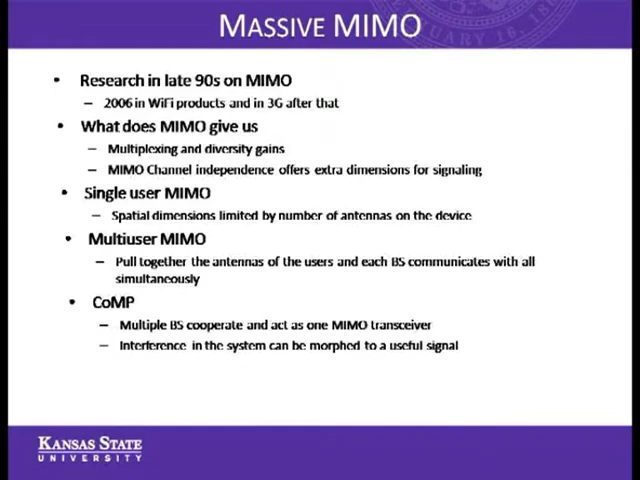 MASSIVE MIMO
• Research in late 90s on MIMO
– 2006 in WiFi products and in 3G after that
• What does MIMO give us
– Multiplexing and diversity gains
– MIMO Channel independence offers extra dimensions for signaling
• Single user MIMO
– Spatial dimensions limited by number of antennas on the device
• Multiuser MIMO
– Pull together the antennas of the users and each BS communicates with all
simultaneously
• CoMP
– Multiple BS cooperate and act as one MIMO transceiver
– Interference in the system can be morphed to a useful signal
KANSAS STATE
UNIVERSITY